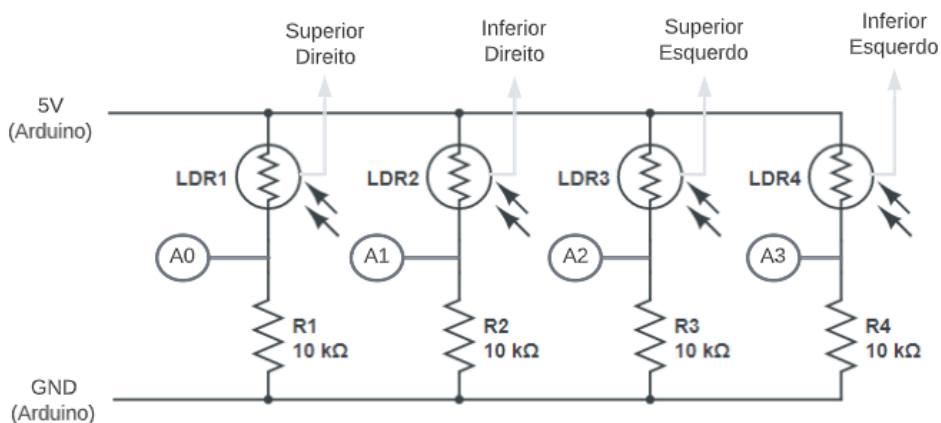 Superior
Direito
Inferior
Direito
Superior
Esquerdo
Inferior
Esquerdo
5V
(Arduino)
LDR1
LDR2
LDR3
LDR4
A0
A1
A2
A3
R1
10 kΩ
R2
10 kΩ
R3
10 kΩ
R4
10 kΩ
GND
(Arduino)